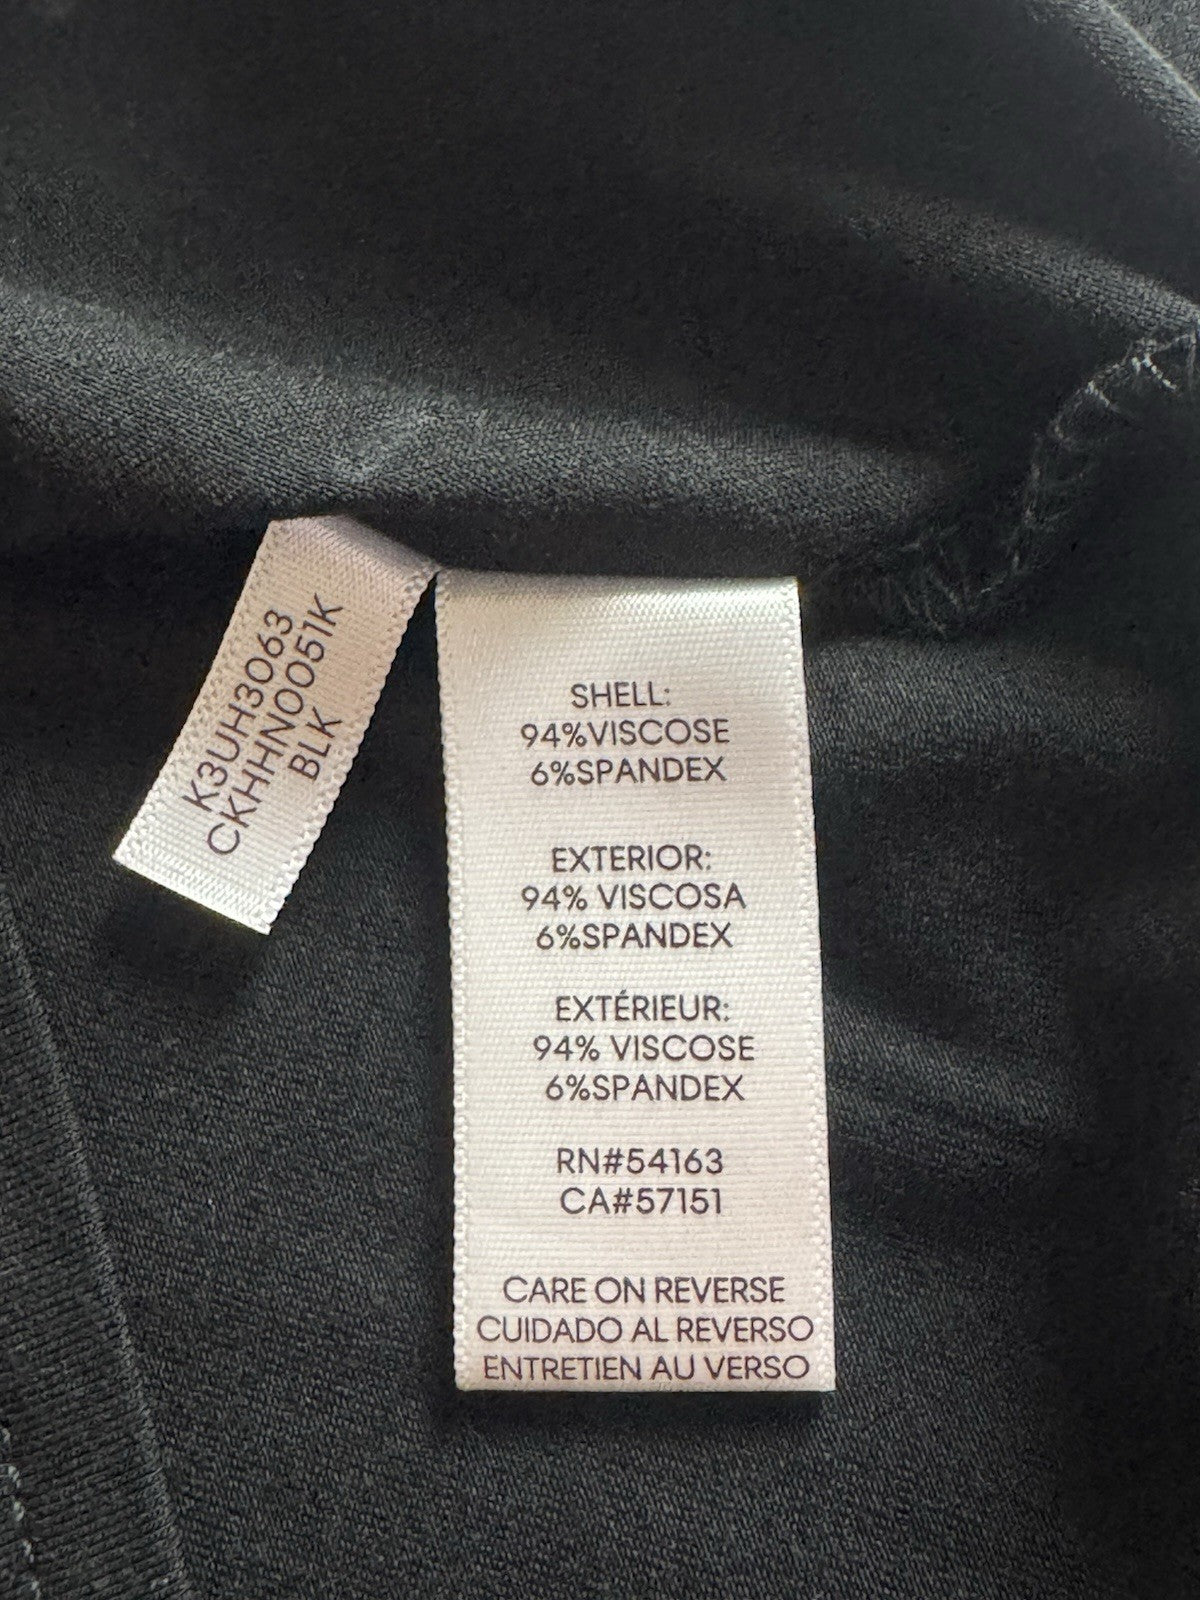 K3UH3063
CKHHN0051K
BLK
SHELL:
94%VISCOSE
6%SPANDEX
EXTERIOR:
94% VISCOSA
6%SPANDEX
EXTÉRIEUR:
94% VISCOSE
6%SPANDEX
RN#54163
CA#57151
CARE ON REVERSE
CUIDADO AL REVERSO
ENTRETIEN AU VERSO